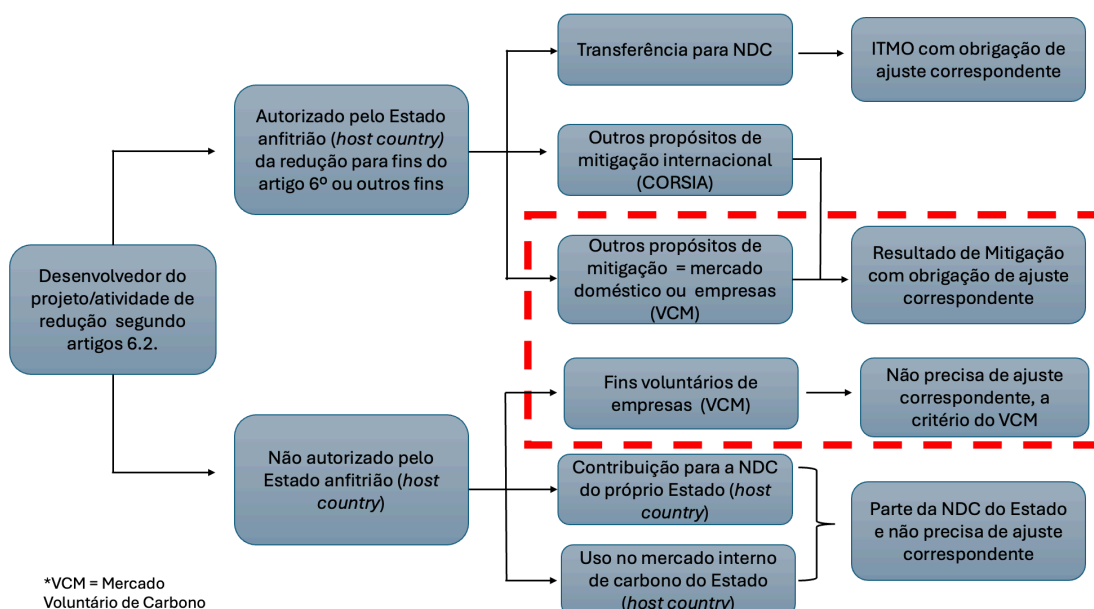 Desenvolvedor do
projeto/atividade de
redução segundo
artigos 6.2.
Autorizado pelo Estado
anfitrião (host country)
da redução para fins do
artigo 6º ou outros fins
Transferência para NDC
ITMO com obrigação de
ajuste correspondente
Outros propósitos de
mitigação internacional
(CORSIA)
Outros propósitos de
mitigação = mercado
doméstico ou empresas
(VCM)
Resultado de Mitigação
com obrigação de ajuste
correspondente
Não autorizado pelo
Estado anfitrião (host
country)
Fins voluntários de
empresas (VCM)
Não precisa de ajuste
correspondente, a
critério do VCM
Contribuição para a NDC
do próprio Estado (host
country)
Uso no mercado interno
de carbono do Estado
(host country)
Parte da NDC do Estado
e não precisa de ajuste
correspondente
*VCM = Mercado
Voluntário de Carbono